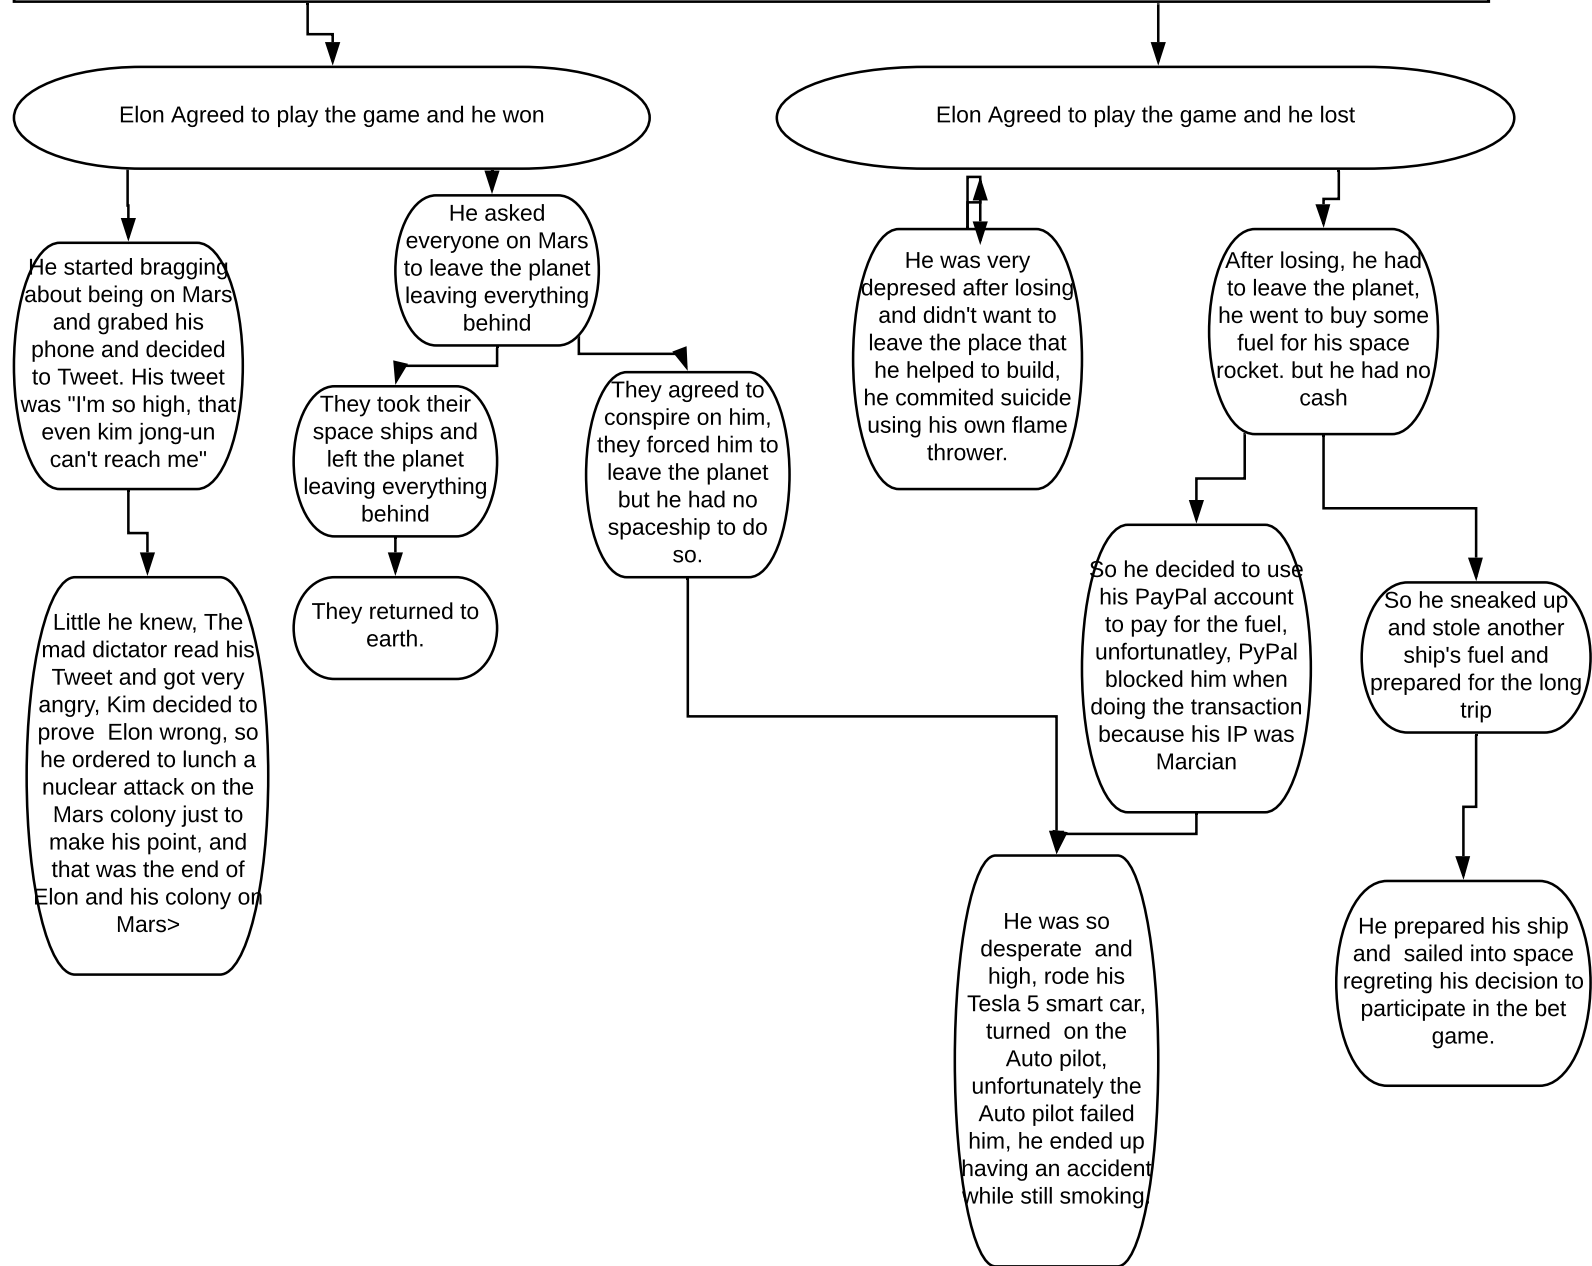 Elon Agreed to play the game and he won
Elon Agreed to play the game and he lost
He started bragging
about being on Mars
and grabed his
phone and decided
to Tweet. His tweet
was "I'm so high, that
even kim jong-un
can't reach me"
He asked
everyone on Mars
to leave the planet
leaving everything
behind
They took their
space ships and
left the planet
leaving everything
behind
They agreed to
conspire on him,
they forced him to
leave the planet
but he had no
spaceship to do
so.
He was very
depresed after losing
and didn't want to
leave the place that
he helped to build,
he commited suicide
using his own flame
thrower.
After losing, he had
to leave the planet,
he went to buy some
fuel for his space
rocket. but he had no
cash
Little he knew, The
mad dictator read his
Tweet and got very
angry, Kim decided to
prove  Elon wrong, so
he ordered to lunch a
nuclear attack on the
Mars colony just to
make his point, and
that was the end of
Elon and his colony on
Mars>
They returned to
earth.
So he decided to use
his PayPal account
to pay for the fuel,
unfortunatley, PyPal
blocked him when
doing the transaction
because his IP was
Marcian
So he sneaked up
and stole another
ship's fuel and
prepared for the long
trip
He was so
desperate  and
high, rode his
Tesla 5 smart car,
turned  on the
Auto pilot,
unfortunately the
Auto pilot failed
him, he ended up
having an accident
while still smoking.
He prepared his ship
and  sailed into space
regreting his decision to
participate in the bet
game.